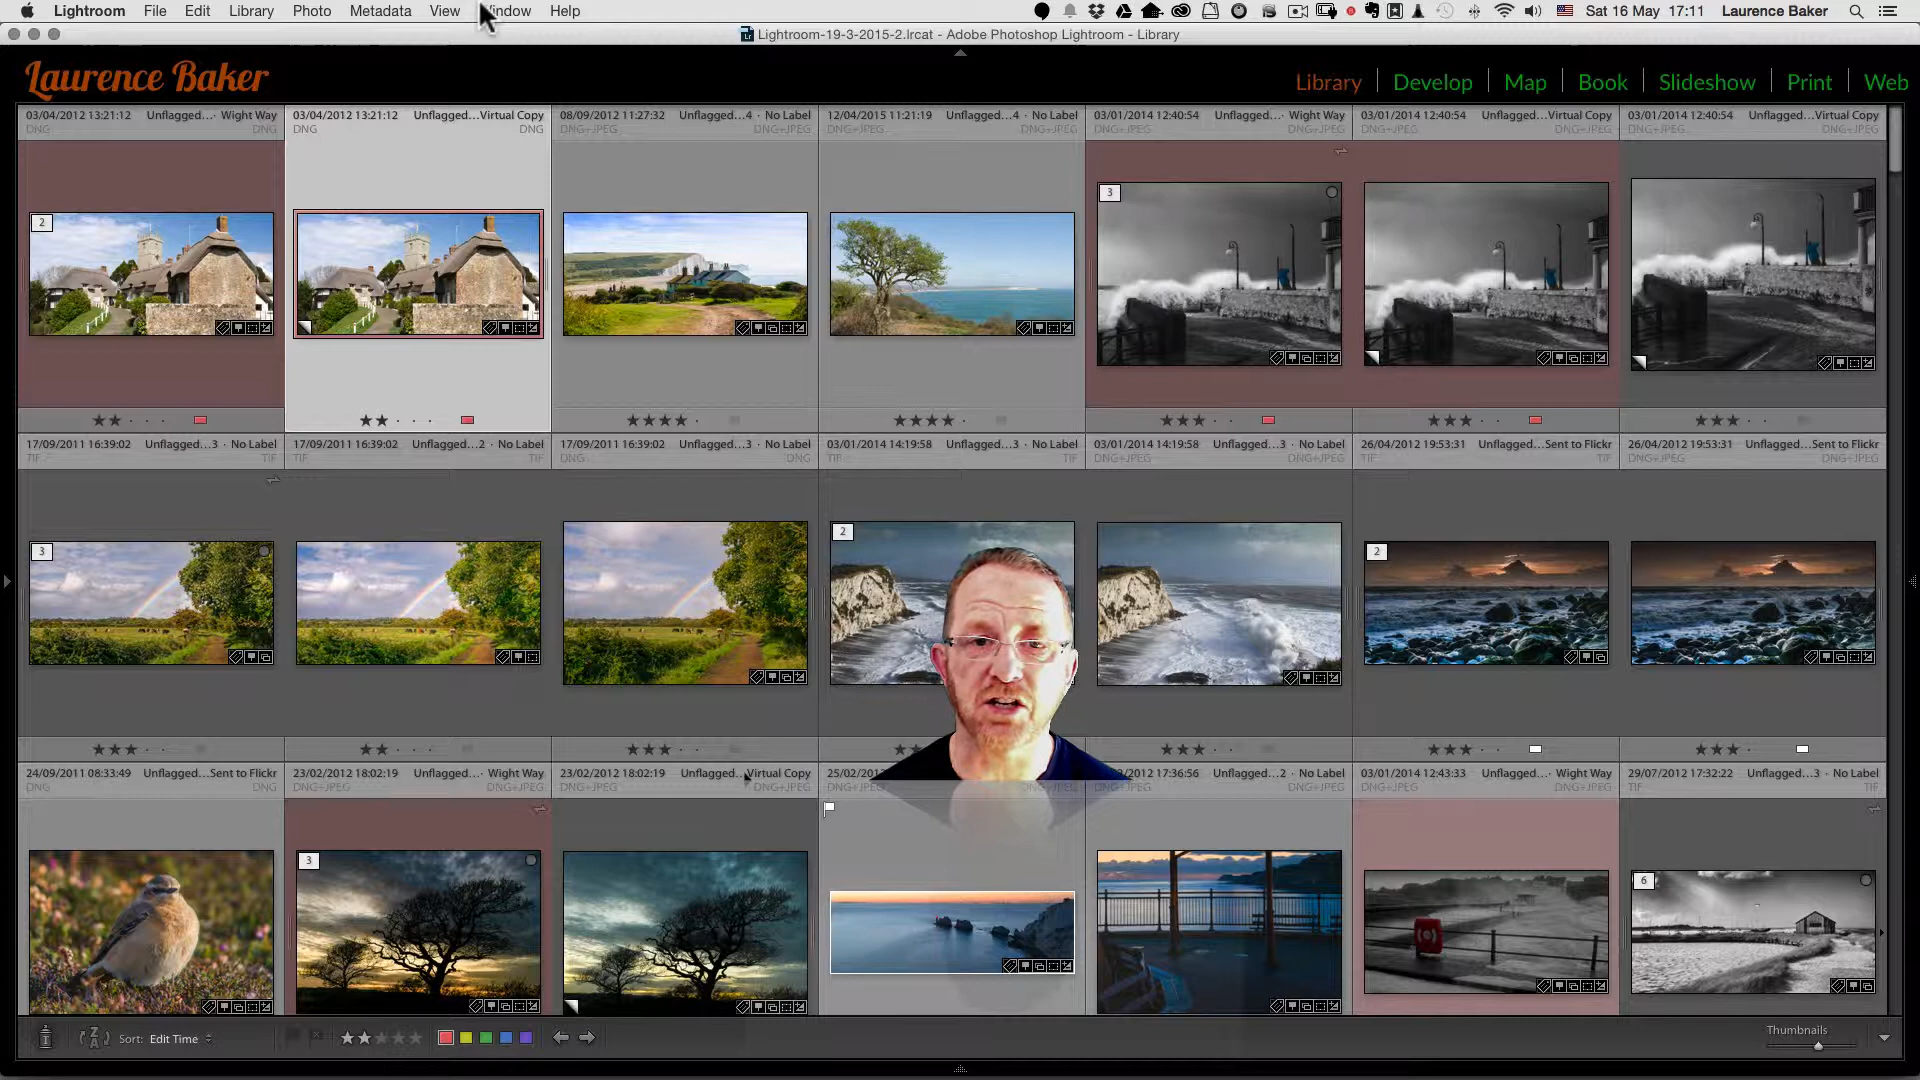 Lightroom File Edit Library Photo Metadata View Window Help Sat 16 May 17:11 Laurence Baker
Lightroom-19-3-2015-2.lrcat - Adobe Photoshop Lightroom - Library
Laurence Baker Library Develop Map Book Slideshow Print Web
03/04/2012 13:21:12 Unflagged...· Wight Way 03/04/2012 13:21:12 Unflagged...Virtual Copy 08/09/2012 11:27:32 Unflagged...4 · No Label 12/04/2015 11:21:19 Unflagged...4 · No Label 03/01/2014 12:40:54 Unflagged...· Wight Way 03/01/2014 12:40:54 Unflagged...Virtual Copy 03/01/2014 12:40:54 Unflagged...Virtual Copy
DNG DNG DNG DNG DNG+JPEG DNG+JPEG DNG+JPEG DNG+JPEG DNG+JPEG DNG+JPEG DNG+JPEG DNG+JPEG DNG+JPEG DNG+JPEG
3
2
17/09/2011 16:39:02 Unflagged...3 · No Label 17/09/2011 16:39:02 Unflagged...2 · No Label 17/09/2011 16:39:02 Unflagged...3 · No Label 03/01/2014 14:19:58 Unflagged...3 · No Label 03/01/2014 14:19:58 Unflagged...3 · No Label 26/04/2012 19:53:31 Unflagged...Sent to Flickr 26/04/2012 19:53:31 Unflagged...Sent to Flickr
TIF TIF TIF TIF DNG DNG TIF TIF DNG+JPEG DNG+JPEG TIF TIF DNG+JPEG DNG+JPEG
2
3 2
24/09/2011 08:33:49 Unflagged...Sent to Flickr 23/02/2012 18:02:19 Unflagged...· Wight Way 23/02/2012 18:02:19 Unflagged...Virtual Copy 25/02/ 2012 17:36:56 Unflagged...2 · No Label 03/01/2014 12:43:33 Unflagged...· Wight Way 29/07/2012 17:32:22 Unflagged...3 · No Label
DNG DNG DNG+JPEG DNG+JPEG DNG+JPEG DNG+JPEG DNG+JPEG DNG+JPEG DNG+JPEG DNG+JPEG TIF TIF
3 6
Sort: Edit Time Thumbnails